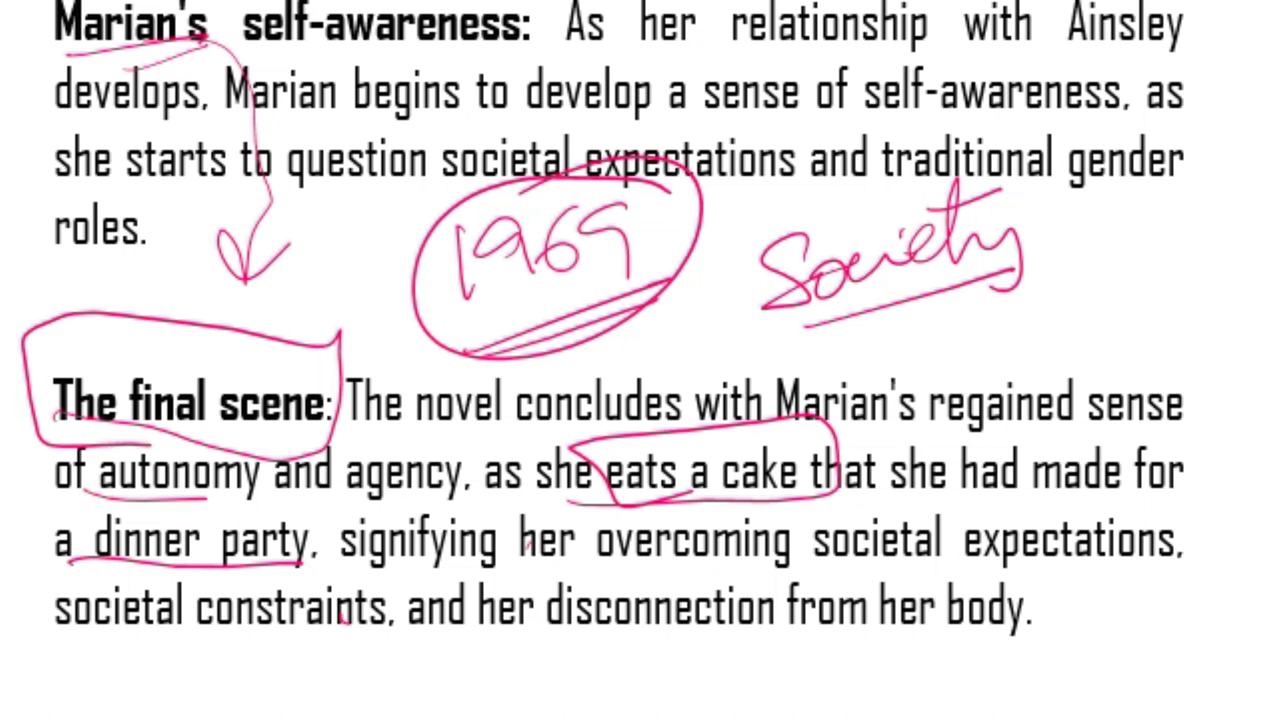 Marian's self-awareness: As her relationship with Ainsley
develops, Marian begins to develop a sense of self-awareness, as
she starts to question societal expectations and traditional gender
roles.
1969
Society
The final scene: The novel concludes with Marian's regained sense
of autonomy and agency, as she eats a cake that she had made for
a dinner party, signifying her overcoming societal expectations,
societal constraints, and her disconnection from her body.